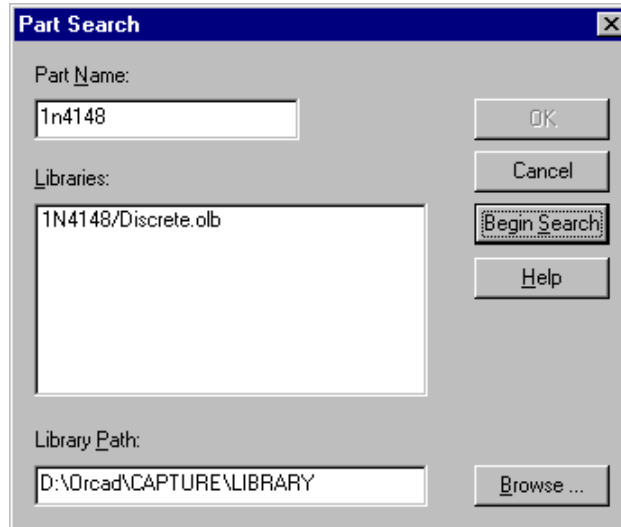 Part Search
Part Name:
1n4148
OK
Libraries:
Cancel
1N4148/Discrete.olb
Begin Search
Help
Library Path:
D:\Orcad\CAPTURE\LIBRARY
Browse ...